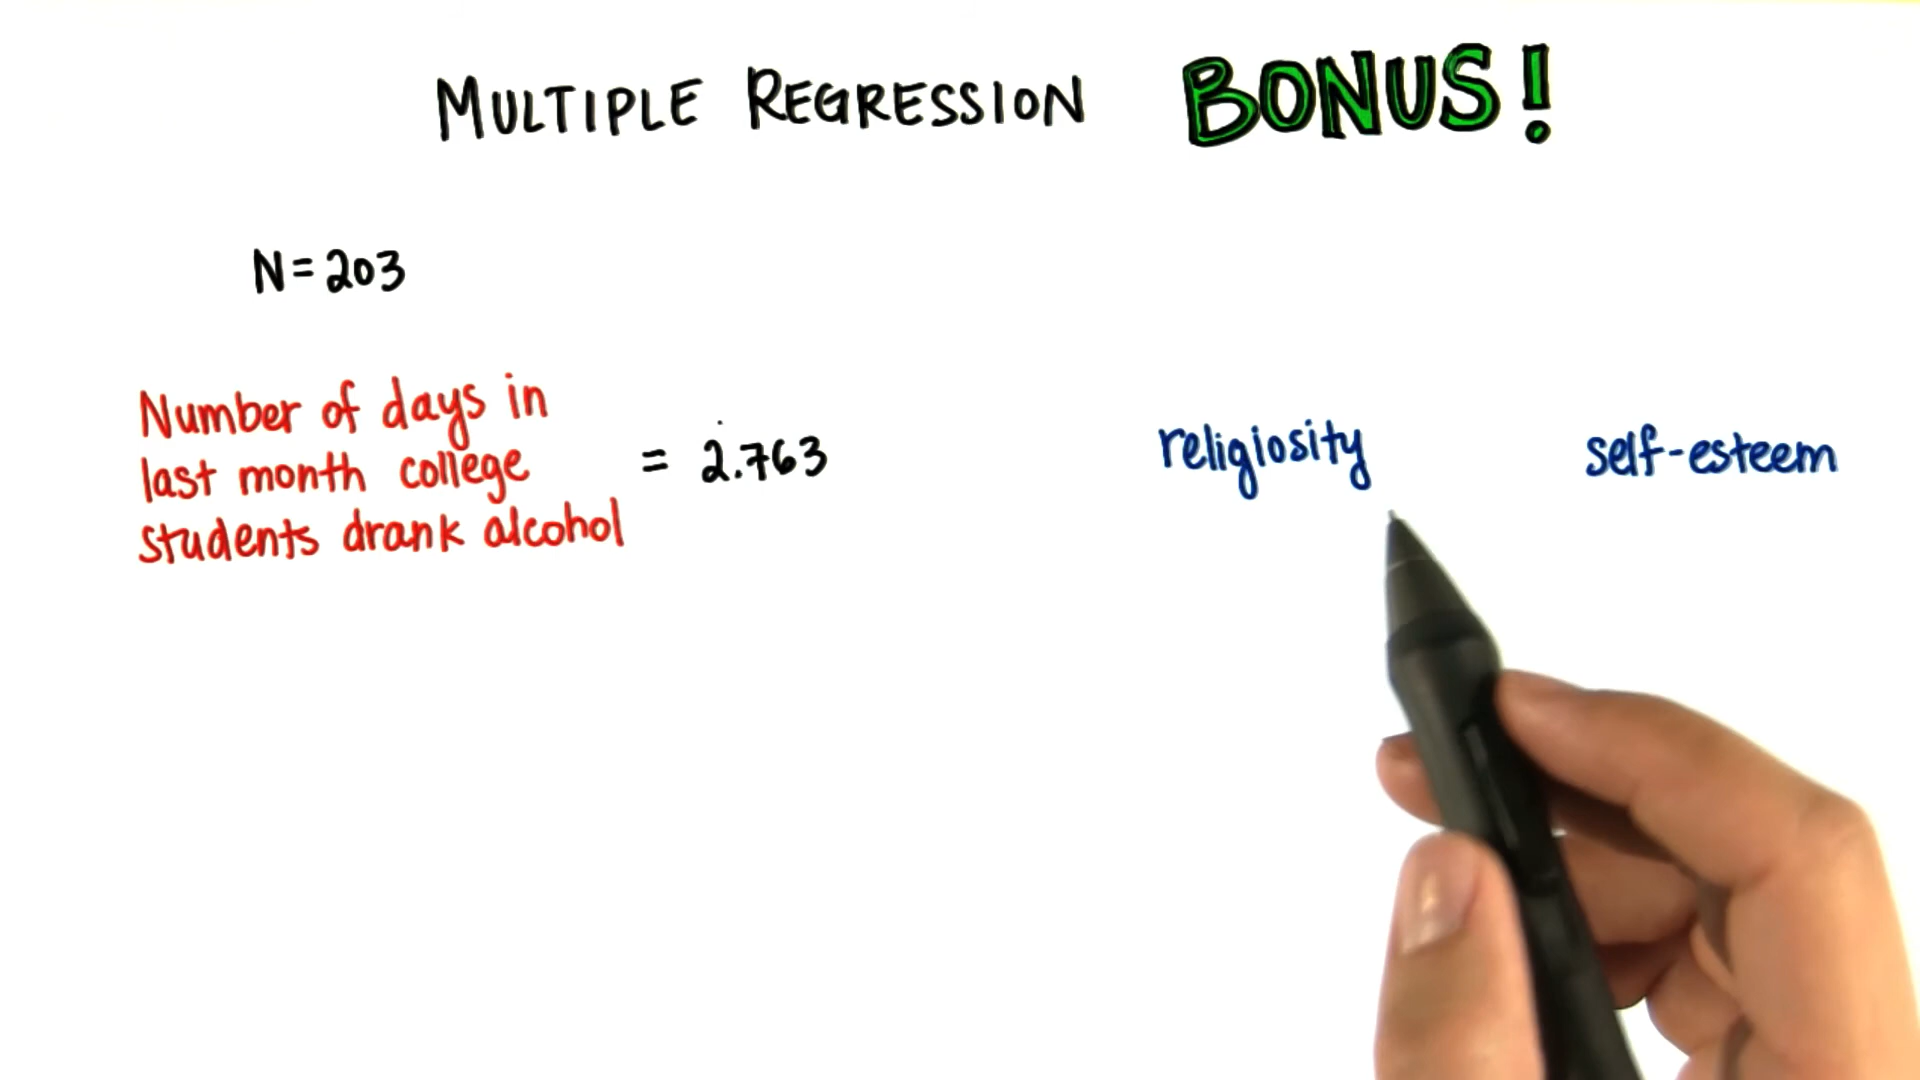 MULTIPLE REGRESSION BONUS!
N=203
Number of days in
last month college
students drank alcohol
= 2.763
religiosity
self-esteem